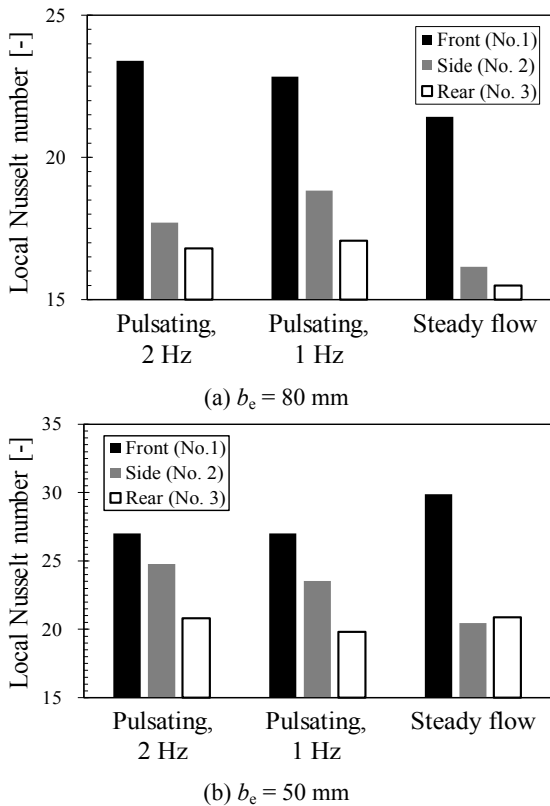 Local Nusselt number [-]
25
20
15
Front (No.1)
Side (No. 2)
Rear (No. 3)
Pulsating, 2 Hz
Pulsating, 1 Hz
Steady flow
(a) be = 80 mm
Local Nusselt number [-]
35
30
25
20
15
Front (No.1)
Side (No. 2)
Rear (No. 3)
Pulsating, 2 Hz
Pulsating, 1 Hz
Steady flow
(b) be = 50 mm